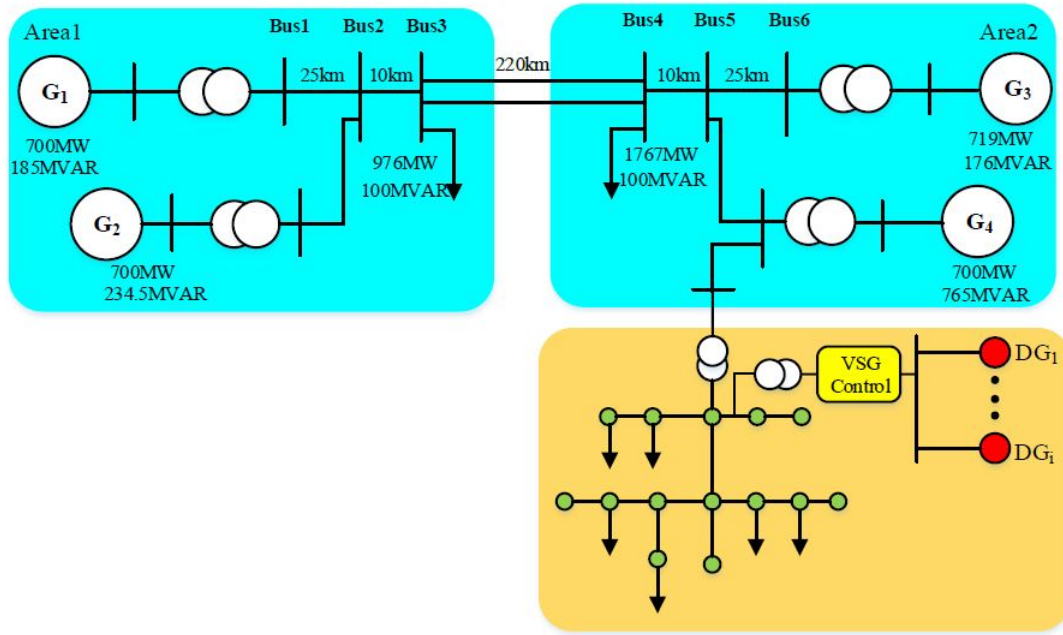 Area1
Bus1
Bus2
Bus3
25km
10km
220km
G1
700MW
185MVAR
976MW
100MVAR
G2
700MW
234.5MVAR
Bus4
Bus5
Bus6
Area2
10km
25km
G3
719MW
176MVAR
1767MW
100MVAR
G4
700MW
765MVAR
VSG
Control
DG1
DGi